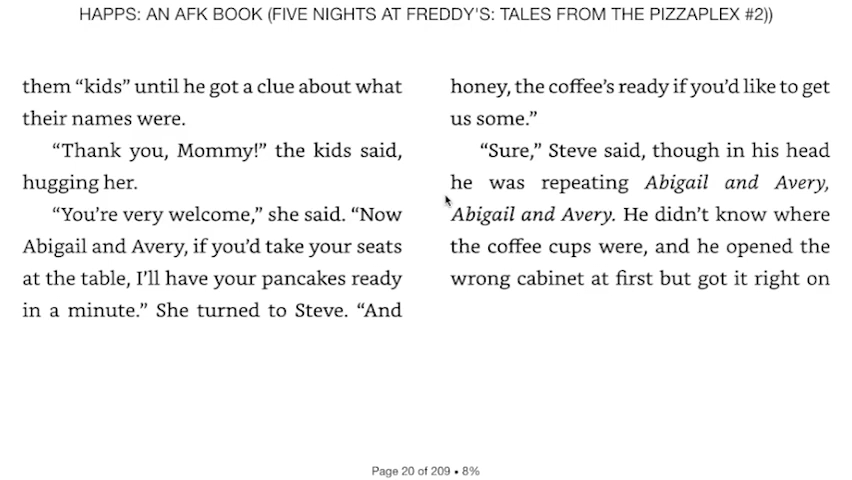 HAPPS: AN AFK BOOK (FIVE NIGHTS AT FREDDY'S: TALES FROM THE PIZZAPLEX #2))
them “kids” until he got a clue about what
their names were.
“Thank you, Mommy!” the kids said,
hugging her.
“You’re very welcome,” she said. “Now
Abigail and Avery, if you’d take your seats
at the table, I’ll have your pancakes ready
in a minute.” She turned to Steve. “And
honey, the coffee’s ready if you’d like to get
us some.”
“Sure,” Steve said, though in his head
he was repeating Abigail and Avery,
Abigail and Avery. He didn’t know where
the coffee cups were, and he opened the
wrong cabinet at first but got it right on
Page 20 of 209 • 8%